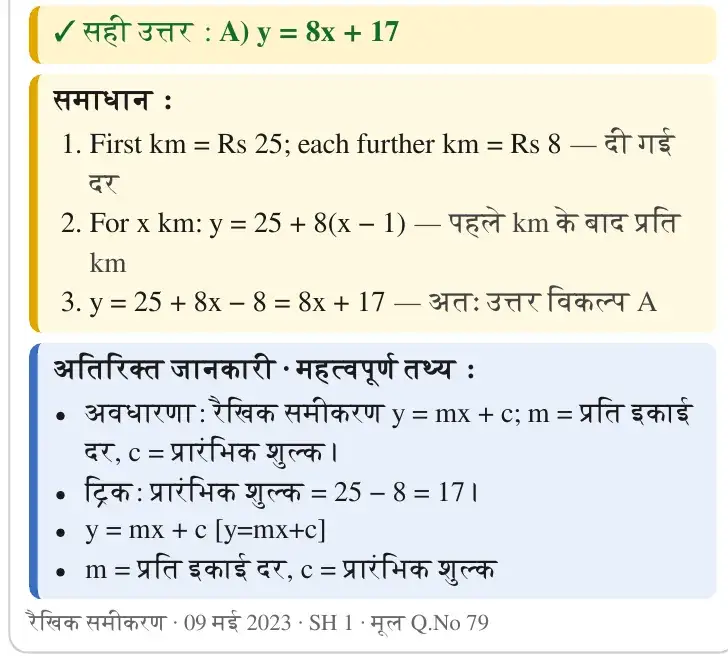 ✓ सही उत्तर : A) y = 8x + 17
समाधान :
1. First km = Rs 25; each further km = Rs 8 — दी गई
दर
2. For x km: y = 25 + 8(x − 1) — पहले km के बाद प्रति
km
3. y = 25 + 8x − 8 = 8x + 17 — अतः उत्तर विकल्प A
अतिरिक्त जानकारी · महत्वपूर्ण तथ्य :
• अवधारणा : रैखिक समीकरण y = mx + c; m = प्रति इकाई
दर, c = प्रारंभिक शुल्क।
• ट्रिक : प्रारंभिक शुल्क = 25 − 8 = 17।
• y = mx + c [y=mx+c]
• m = प्रति इकाई दर, c = प्रारंभिक शुल्क
रैखिक समीकरण · 09 मई 2023 · SH 1 · मूल Q.No 79